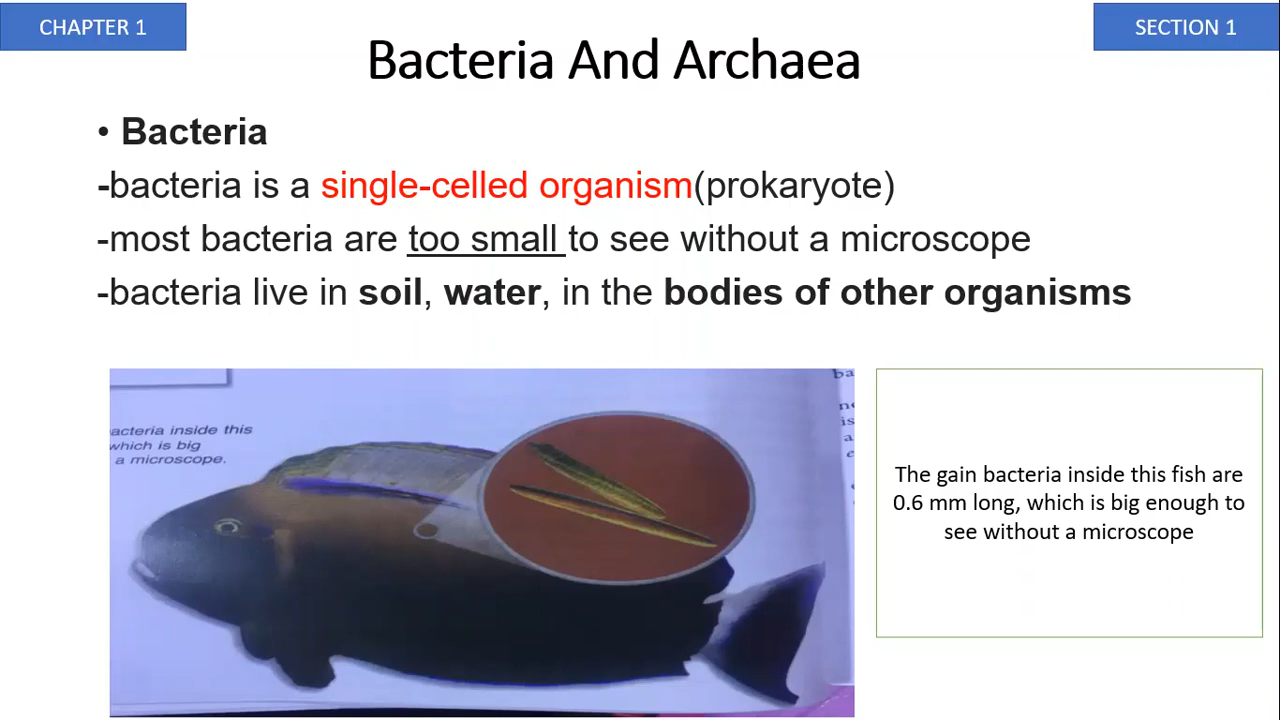 CHAPTER 1
SECTION 1
Bacteria And Archaea
• Bacteria
-bacteria is a single-celled organism(prokaryote)
-most bacteria are too small to see without a microscope
-bacteria live in soil, water, in the bodies of other organisms
acteria inside this
which is big
a microscope.
ba
The gain bacteria inside this fish are
0.6 mm long, which is big enough to
see without a microscope